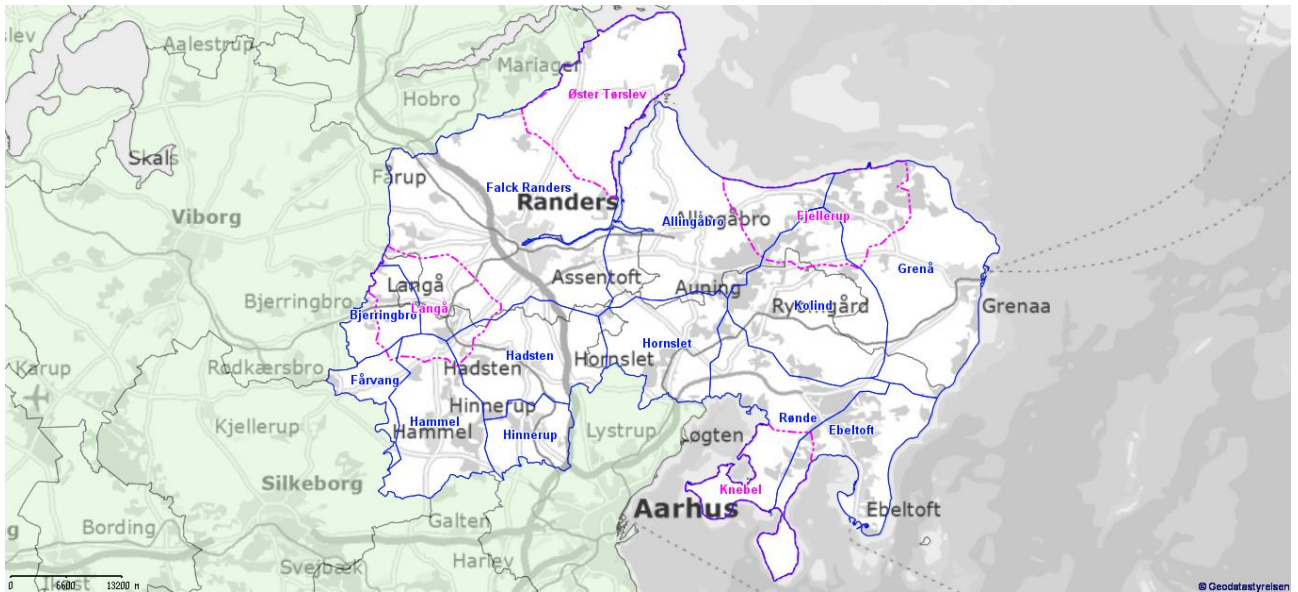 slev
Aalestrup
Mariager
Øster Tørslev
Hobro
Skals
Fårup
Falck Randers
Randers
Viborg
Allingåbro
Allingåbro
Fjellerup
Grenå
Langå
Assentoft
Auning
Bjerringbro
Langå
Bjerringbro
Kolind
Ryomgård
Grenaa
Hornslet
Hadsten
Hornslet
Karup
Rødkærsbro
Fårvang
Hadsten
Hinnerup
Rønde
Hammel
Ebeltoft
Kjellerup
Hammel
Hinnerup
Lystrup
Løgten
Silkeborg
Knebel
Aarhus
Ebeltoft
Galten
Bording
Harlev
Svejbæk
Ikast
0 6600 13200 M
© Geodatastyrelsen